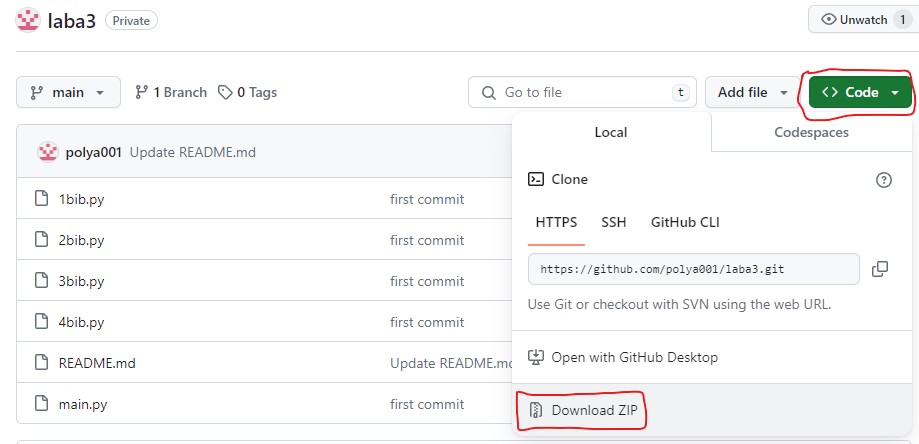 laba3 Private
Unwatch 1
main 1 Branch 0 Tags
Go to file t Add file <> Code
Local Codespaces
polya001 Update README.md
Clone
1bib.py first commit
HTTPS SSH GitHub CLI
2bib.py first commit
https://github.com/polya001/laba3.git
3bib.py first commit
Use Git or checkout with SVN using the web URL.
4bib.py first commit
README.md Update README.md
Open with GitHub Desktop
main.py first commit
Download ZIP